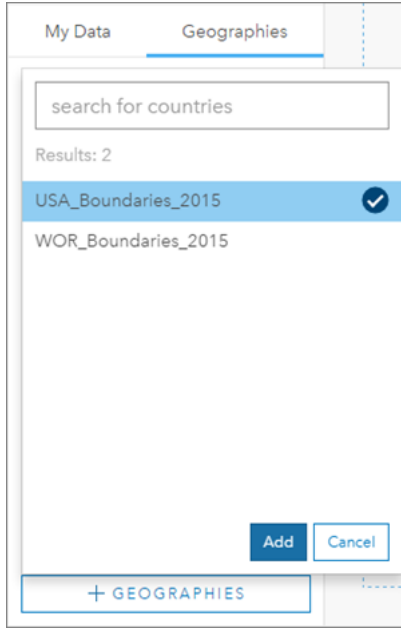 My Data Geographies
search for countries
Results: 2
USA_Boundaries_2015
WOR_Boundaries_2015
Add Cancel
+ GEOGRAPHIES